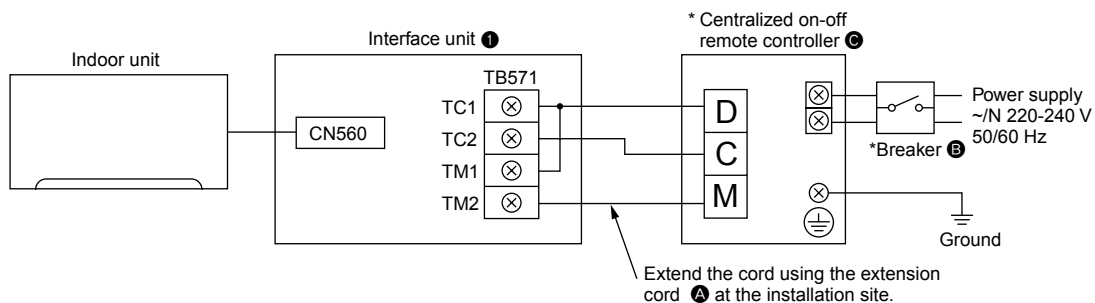 * Centralized on-off
remote controller C
Interface unit 1
Indoor unit
TB571
TC1
TC2
TM1
TM2
CN560
D
C
M
Power supply
~/N 220-240 V
50/60 Hz
*Breaker B
Ground
Extend the cord using the extension
cord A at the installation site.